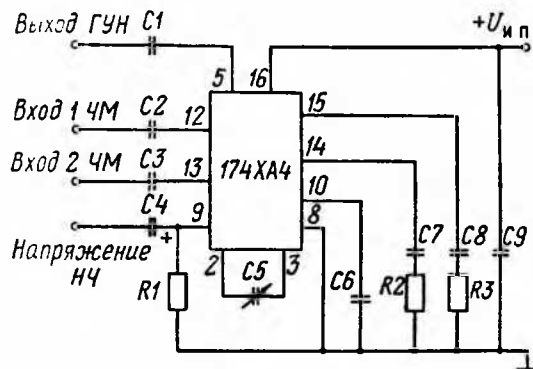 Выход ГУН
C1
+Uи п
5
16
15
Вход 1 ЧМ
C2
12
14
Вход 2 ЧМ
C3
13
174ХА4
10
C4
9
8
+
Напряжение НЧ
2
C5
3
R1
C6
C7
R2
C8
R3
C9